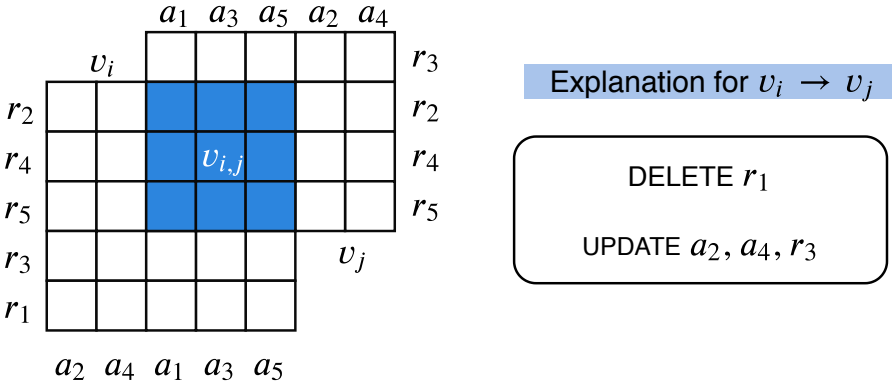 a₁ a₃ a₅ a₂ a₄
vᵢ
r₃
r₂
r₄
r₅
r₂
r₄
r₅
r₃
r₁
vᵢ,ⱼ
vⱼ
a₂ a₄ a₁ a₃ a₅
Explanation for vᵢ → vⱼ
DELETE r₁
UPDATE a₂, a₄, r₃